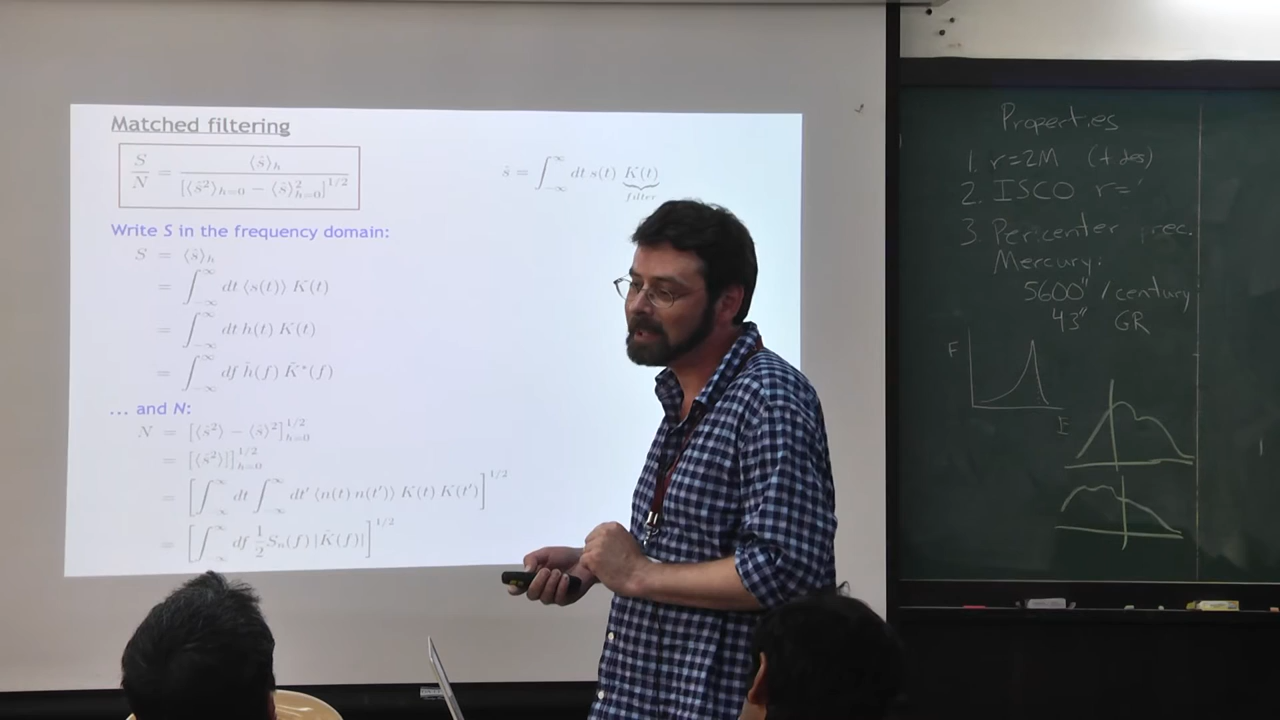 Matched filtering
S/N = ⟨ŝ⟩_h / [⟨ŝ²⟩_{h=0} − ⟨ŝ⟩²_{h=0}]^{1/2}
ŝ = ∫_{−∞}^{∞} dt s(t) K(t)
filter
Write S in the frequency domain:
S = ⟨ŝ⟩_h
= ∫_{−∞}^{∞} dt ⟨s(t)⟩ K(t)
= ∫_{−∞}^{∞} dt h(t) K(t)
= ∫_{−∞}^{∞} df h̃(f) K̃*(f)
... and N:
N = [⟨ŝ²⟩ − ⟨ŝ⟩²]^{1/2}_{h=0}
= [⟨ŝ²⟩]]^{1/2}_{h=0}
= [∫_{−∞}^{∞} dt ∫_{−∞}^{∞} dt′ ⟨n(t) n(t′)⟩ K(t) K(t′)]^{1/2}
= [∫_{−∞}^{∞} df 1/2 S_n(f) |K̃(f)|]^{1/2}
Properties
1. r=2M
2. ISCO r=
3. Pericenter
Mercury:
5600" / century
43" GR
F
E